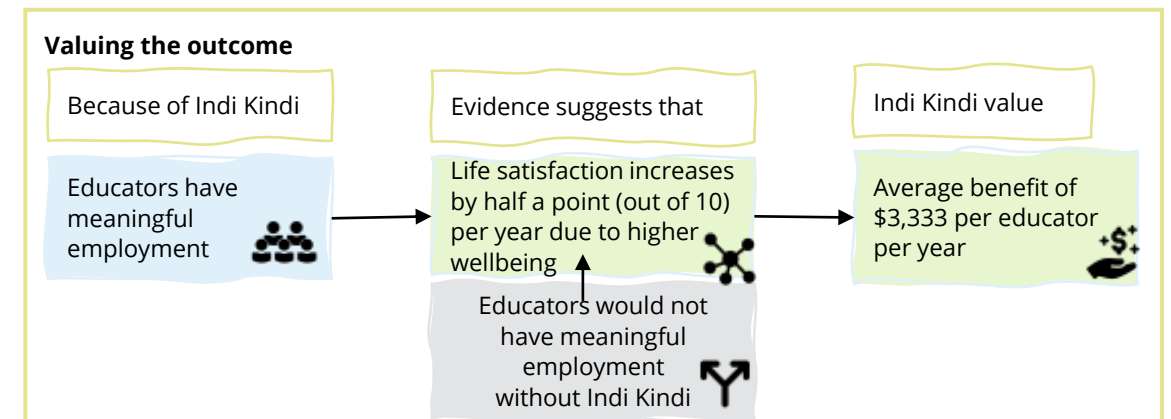 Valuing the outcome
Because of Indi Kindi
Evidence suggests that
Indi Kindi value
Educators have
meaningful
employment
Life satisfaction increases
by half a point (out of 10)
per year due to higher
wellbeing
Average benefit of
$3,333 per educator
per year
Educators would not
have meaningful
employment
without Indi Kindi